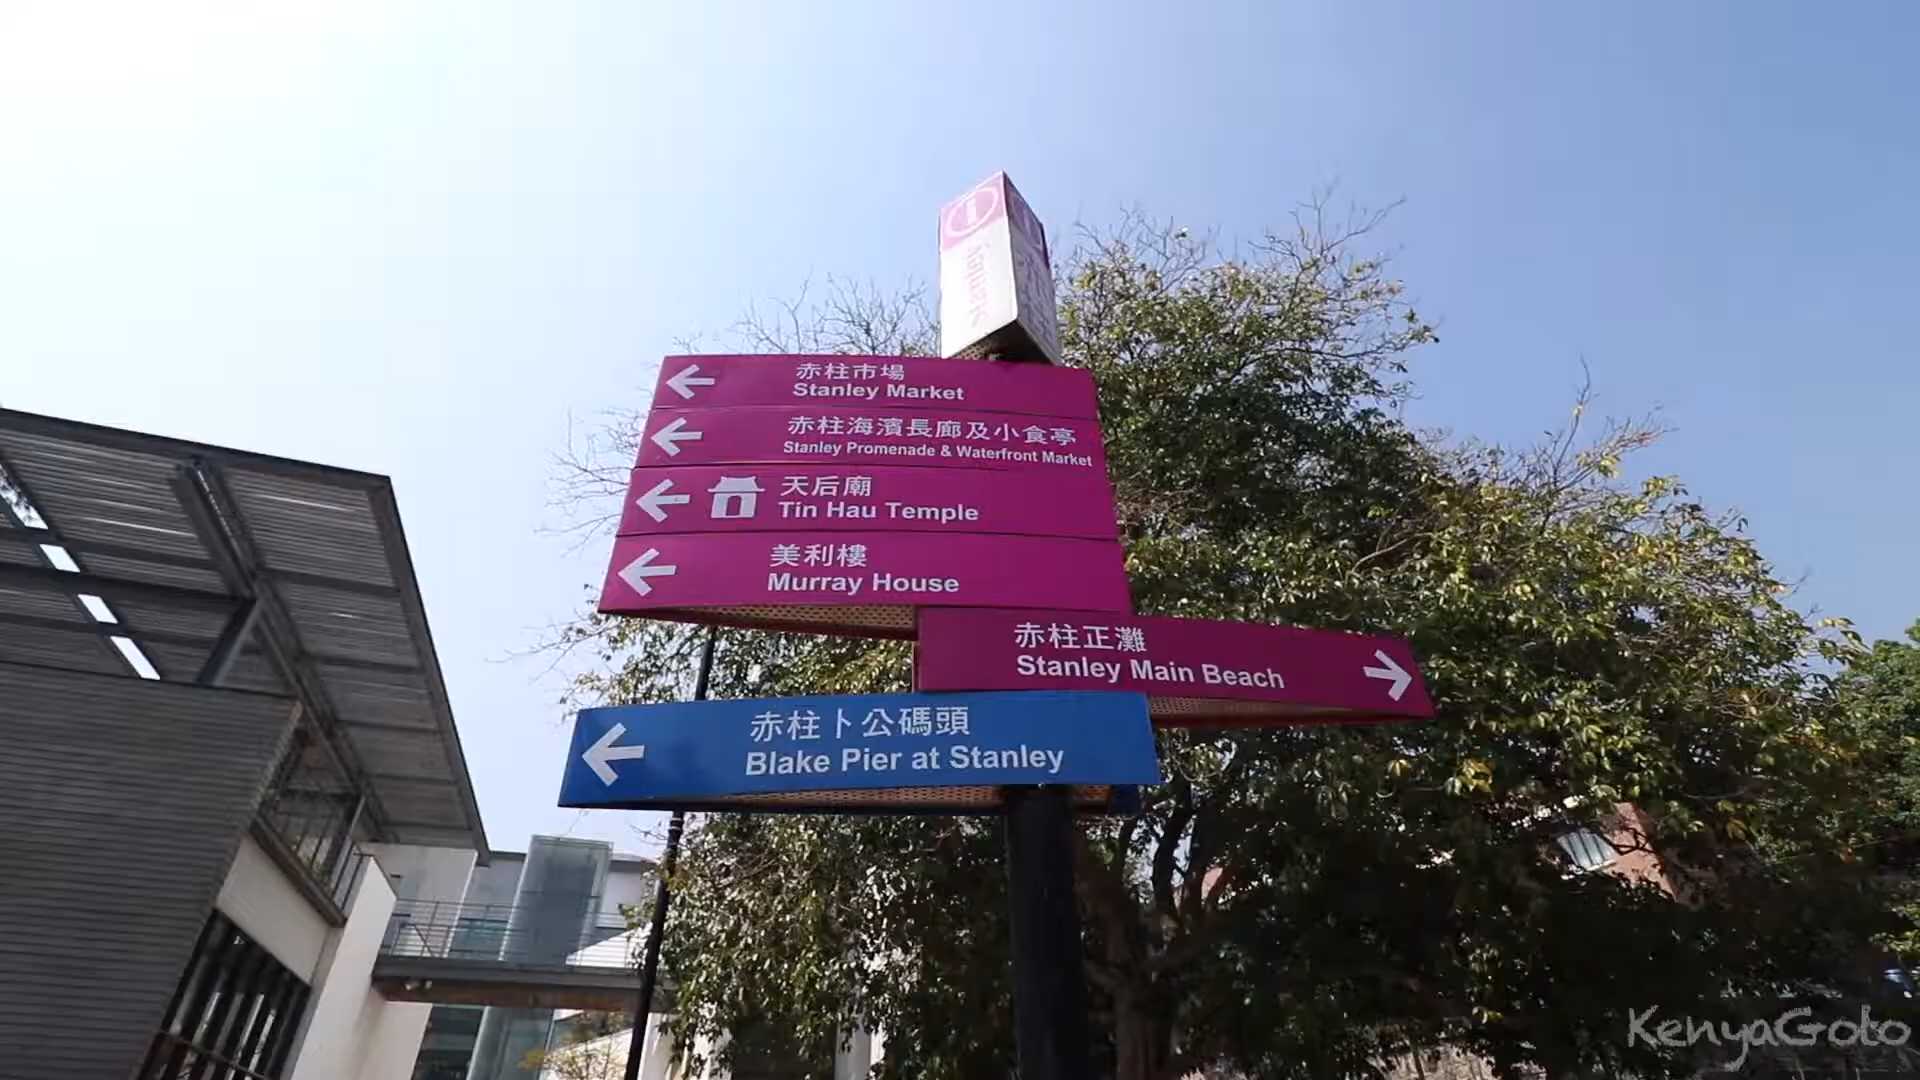 Stanley
赤柱市場
Stanley Market
赤柱海濱長廊及小食亭
Stanley Promenade & Waterfront Market
天后廟
Tin Hau Temple
美利樓
Murray House
赤柱正灘
Stanley Main Beach
赤柱卜公碼頭
Blake Pier at Stanley
KenyaGoto